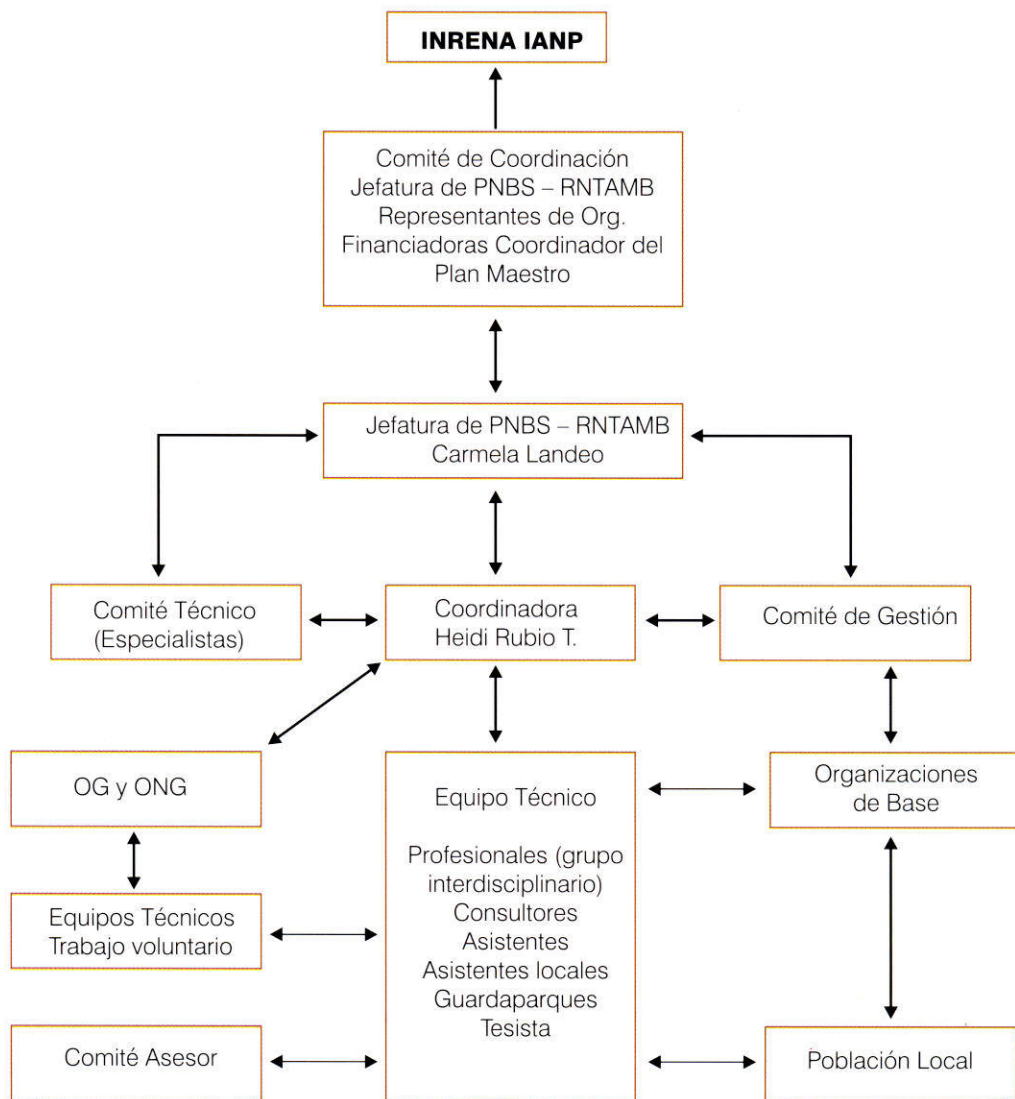 INRENA IANP
Comité de Coordinación
Jefatura de PNBS – RNTAMB
Representantes de Org.
Financiadoras Coordinador del
Plan Maestro
Jefatura de PNBS – RNTAMB
Carmela Landeo
Comité Técnico
(Especialistas)
Coordinadora
Heidi Rubio T.
Comité de Gestión
OG y ONG
Equipo Técnico
Profesionales (grupo
interdisciplinario)
Consultores
Asistentes
Asistentes locales
Guardaparques
Tesista
Organizaciones
de Base
Equipos Técnicos
Trabajo voluntario
Comité Asesor
Población Local